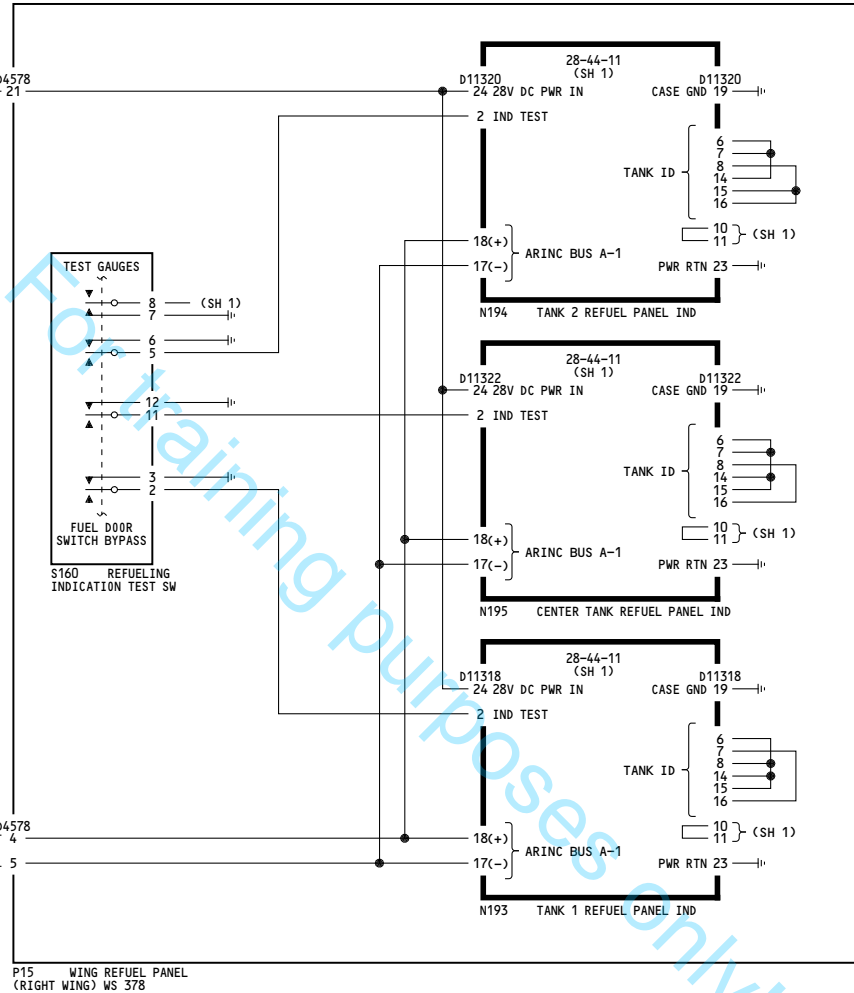 D4578
21
28-44-11
(SH 1)
D11320
D11320
24 28V DC PWR IN
CASE GND 19
2 IND TEST
TANK ID
6
7
8
14
15
16
10
11
(SH 1)
18(+)
17(-)
ARINC BUS A-1
PWR RTN 23
N194 TANK 2 REFUEL PANEL IND
TEST GAUGES
8
(SH 1)
7
6
5
12
11
3
2
FUEL DOOR
SWITCH BYPASS
S160 REFUELING
INDICATION TEST SW
28-44-11
(SH 1)
D11322
D11322
24 28V DC PWR IN
CASE GND 19
2 IND TEST
TANK ID
6
7
8
14
15
16
10
11
(SH 1)
18(+)
17(-)
ARINC BUS A-1
PWR RTN 23
N195 CENTER TANK REFUEL PANEL IND
28-44-11
(SH 1)
D11318
D11318
24 28V DC PWR IN
CASE GND 19
2 IND TEST
TANK ID
6
7
8
14
15
16
10
11
(SH 1)
D4578
4
5
18(+)
17(-)
ARINC BUS A-1
PWR RTN 23
N193 TANK 1 REFUEL PANEL IND
P15 WING REFUEL PANEL
(RIGHT WING) WS 378
For training purposes only!